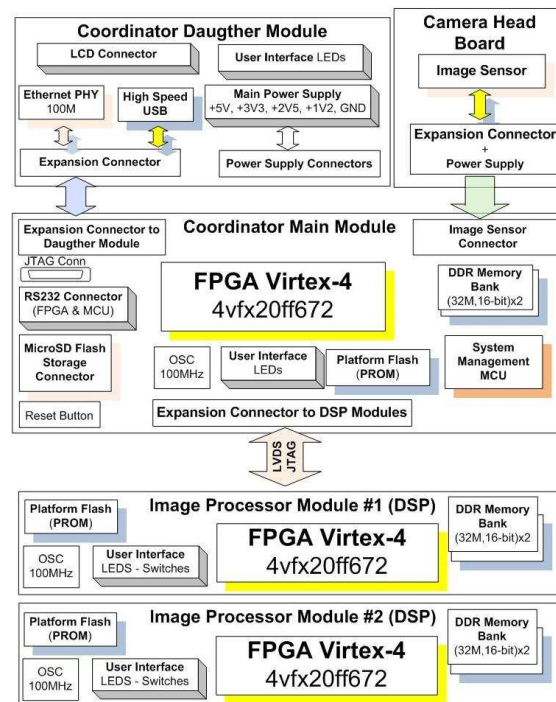 Coordinator Daugther Module
LCD Connector
User Interface LEDs
Ethernet PHY
100M
High Speed
USB
Main Power Supply
+5V, +3V3, +2V5, +1V2, GND
Expansion Connector
Power Supply Connectors
Camera Head
Board
Image Sensor
Expansion Connector
+
Power Supply
Expansion Connector to
Daugther Module
Coordinator Main Module
Image Sensor
Connector
JTAG Conn
RS232 Connector
(FPGA & MCU)
FPGA Virtex-4
4vfx20ff672
DDR Memory
Bank
(32M,16-bit)x2
MicroSD Flash
Storage
Connector
OSC
100MHz
User Interface
LEDs
Platform Flash
(PROM)
System
Management
MCU
Reset Button
Expansion Connector to DSP Modules
LVDS
JTAG
Image Processor Module #1 (DSP)
Platform Flash
(PROM)
FPGA Virtex-4
4vfx20ff672
DDR Memory
Bank
(32M,16-bit)x2
OSC
100MHz
User Interface
LEDS - Switches
Image Processor Module #2 (DSP)
Platform Flash
(PROM)
FPGA Virtex-4
4vfx20ff672
DDR Memory
Bank
(32M,16-bit)x2
OSC
100MHz
User Interface
LEDS - Switches